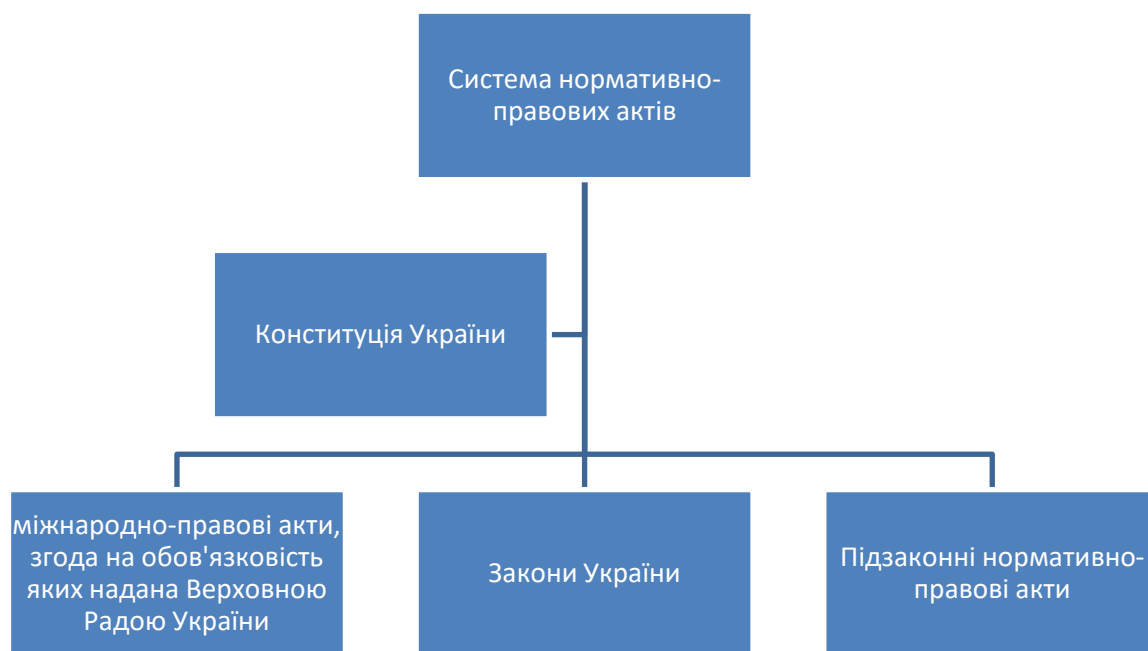 Система нормативно-
правових актів
Конституція України
міжнародно-правові акти,
згода на обов'язковість
яких надана Верховною
Радою України
Закони України
Підзаконні нормативно-
правові акти